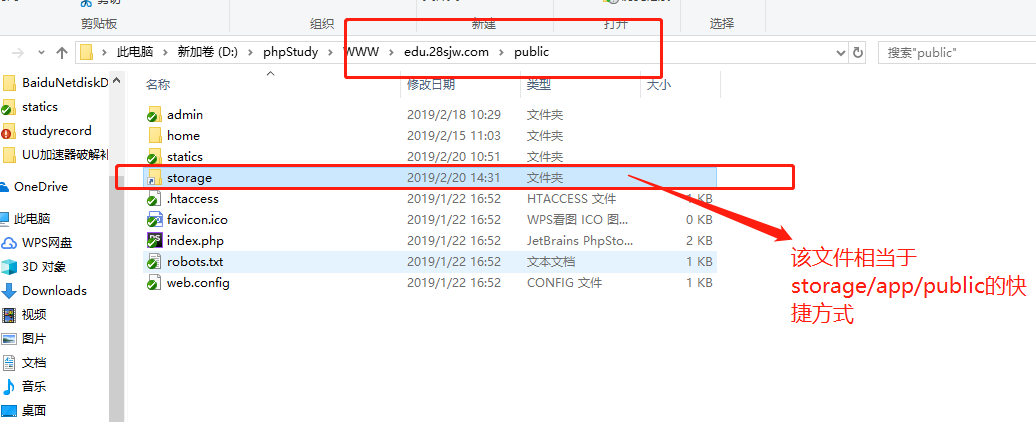 剪切
剪贴板
组织
新建
打开
选择
此电脑 › 新加卷 (D:) › phpStudy › WWW › edu.28sjw.com › public
搜索"public"
名称
修改日期
类型
大小
BaiduNetdiskD
statics
studyrecord
UU加速器破解补
OneDrive
此电脑
WPS网盘
3D 对象
Downloads
视频
图片
文档
音乐
桌面
admin 2019/2/18 10:29 文件夹
home 2019/2/15 11:03 文件夹
statics 2019/2/20 10:51 文件夹
storage 2019/2/20 14:31 文件夹
.htaccess 2019/1/22 16:52 HTACCESS 文件 1 KB
favicon.ico 2019/1/22 16:52 WPS看图 ICO 图... 0 KB
index.php 2019/1/22 16:52 JetBrains PhpSto... 2 KB
robots.txt 2019/1/22 16:52 文本文档 1 KB
web.config 2019/1/22 16:52 CONFIG 文件 1 KB
该文件相当于
storage/app/public的快
捷方式